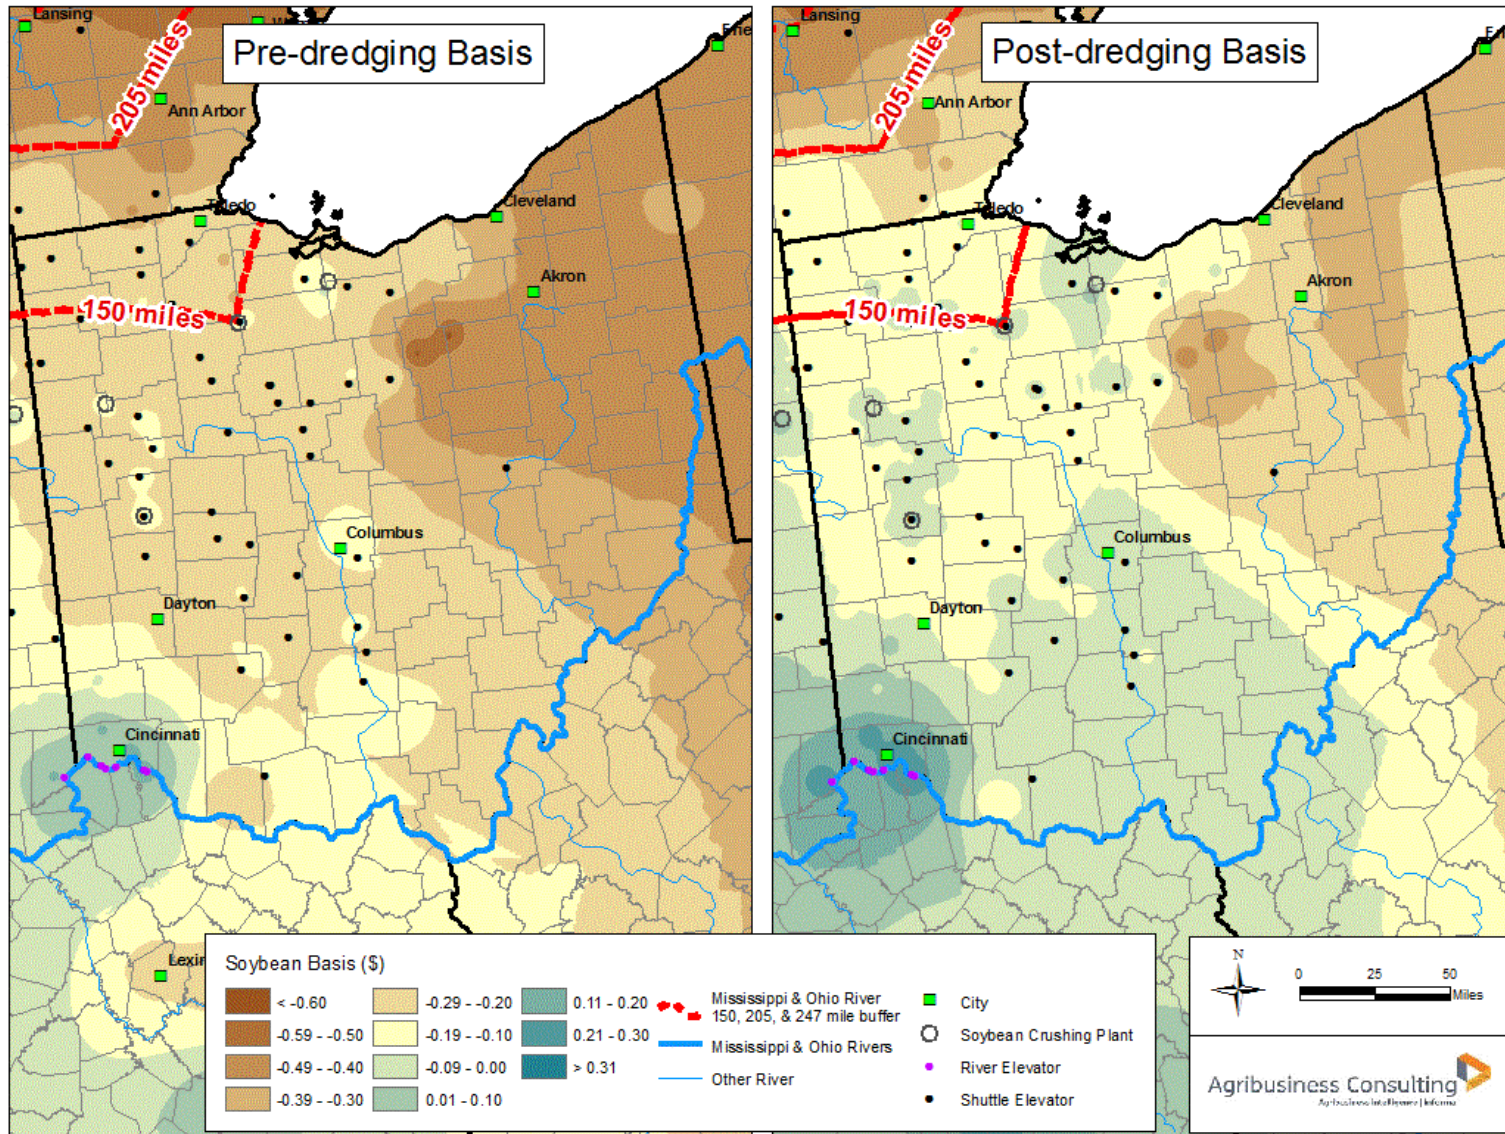 Pre-dredging Basis
Lansing
205 miles
Ann Arbor
Toledo
Cleveland
Akron
150 miles
Columbus
Dayton
Cincinnati
Post-dredging Basis
Lansing
205 miles
Ann Arbor
Toledo
Cleveland
Akron
150 miles
Columbus
Dayton
Cincinnati
Soybean Basis ($)
< -0.60
-0.59 - -0.50
-0.49 - -0.40
-0.39 - -0.30
-0.29 - -0.20
-0.19 - -0.10
-0.09 - 0.00
0.01 - 0.10
0.11 - 0.20
0.21 - 0.30
> 0.31
Mississippi & Ohio River
150, 205, & 247 mile buffer
Mississippi & Ohio Rivers
Other River
City
Soybean Crushing Plant
River Elevator
Shuttle Elevator
N
0 25 50
Miles
Agribusiness Consulting
Agribusiness Intelligence | Informa